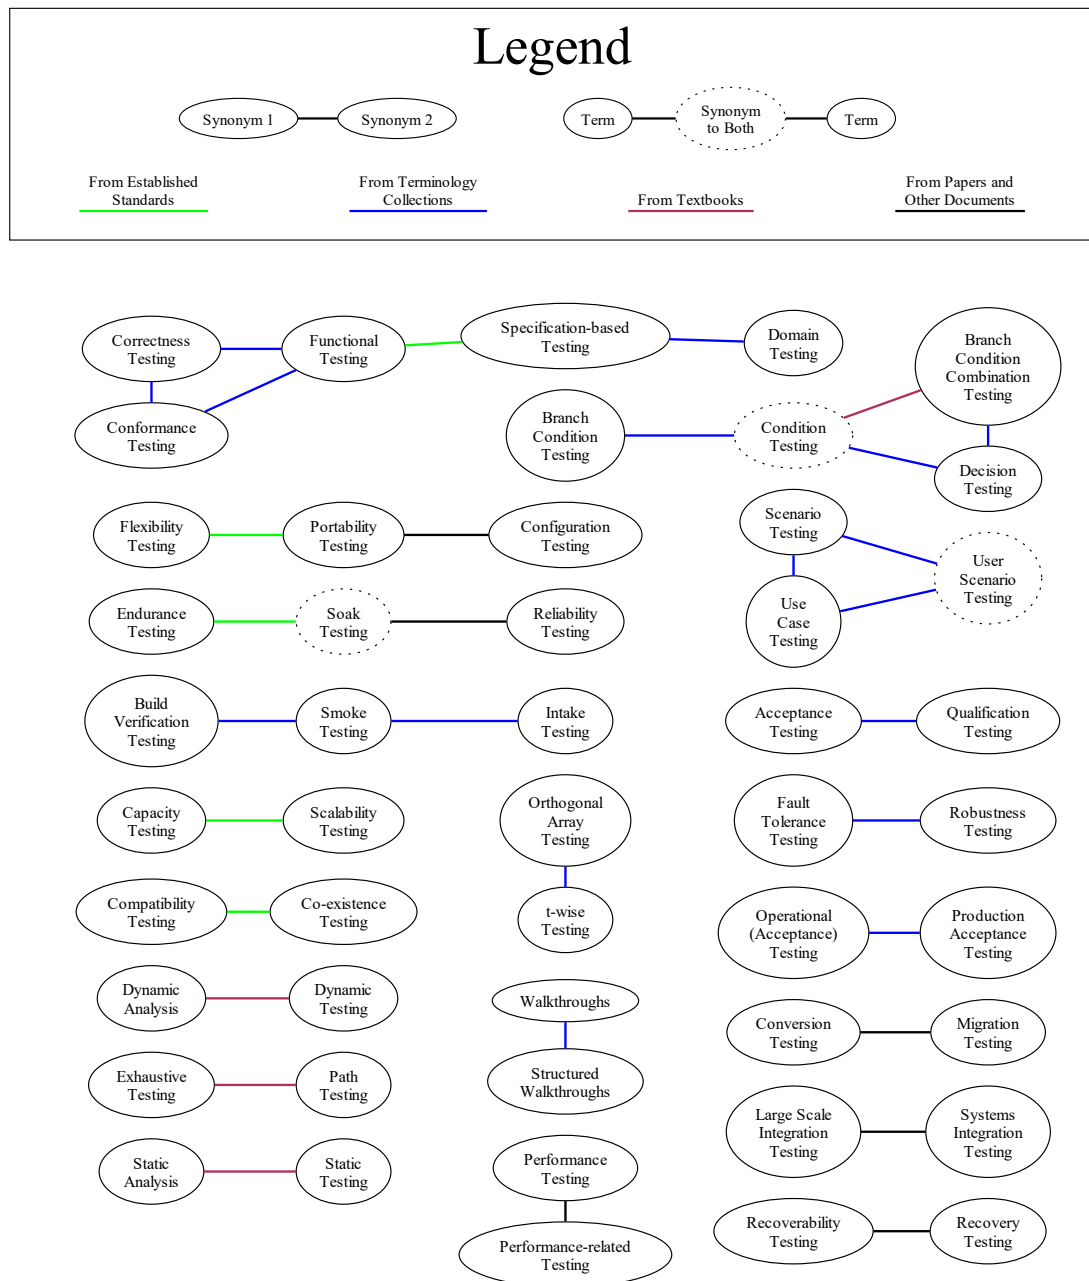 Legend
Synonym 1
Synonym 2
Term
Synonym
to Both
Term
From Established
Standards
From Terminology
Collections
From Textbooks
From Papers and
Other Documents
Correctness
Testing
Functional
Testing
Specification-based
Testing
Domain
Testing
Branch
Condition
Combination
Testing
Conformance
Testing
Branch
Condition
Testing
Condition
Testing
Decision
Testing
Flexibility
Testing
Portability
Testing
Configuration
Testing
Scenario
Testing
User
Scenario
Testing
Use
Case
Testing
Endurance
Testing
Soak
Testing
Reliability
Testing
Build
Verification
Testing
Smoke
Testing
Intake
Testing
Acceptance
Testing
Qualification
Testing
Capacity
Testing
Scalability
Testing
Orthogonal
Array
Testing
Fault
Tolerance
Testing
Robustness
Testing
Compatibility
Testing
Co-existence
Testing
t-wise
Testing
Operational
(Acceptance)
Testing
Production
Acceptance
Testing
Dynamic
Analysis
Dynamic
Testing
Walkthroughs
Conversion
Testing
Migration
Testing
Exhaustive
Testing
Path
Testing
Structured
Walkthroughs
Large Scale
Integration
Testing
Systems
Integration
Testing
Static
Analysis
Static
Testing
Performance
Testing
Recoverability
Testing
Recovery
Testing
Performance-related
Testing